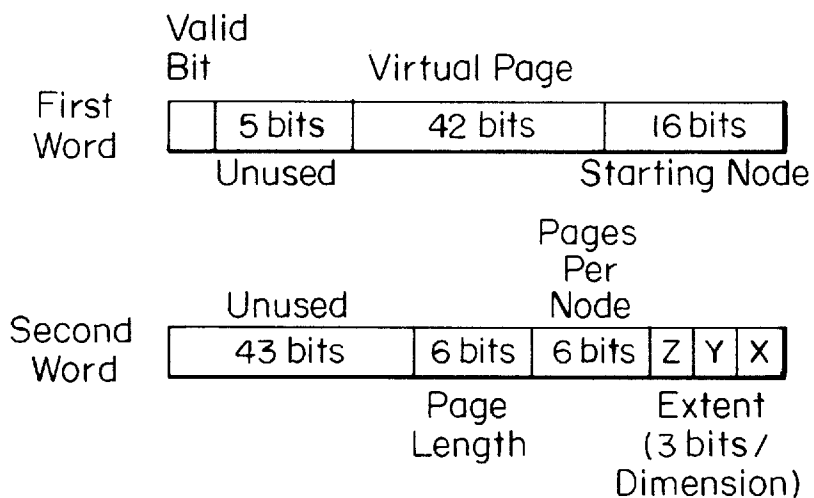 Valid
Bit
Virtual Page
First
Word
5 bits
42 bits
16 bits
Unused
Starting Node
Pages
Per
Node
Unused
Second
Word
43 bits
6 bits
6 bits
Z
Y
X
Page
Length
Extent
(3 bits/
Dimension)